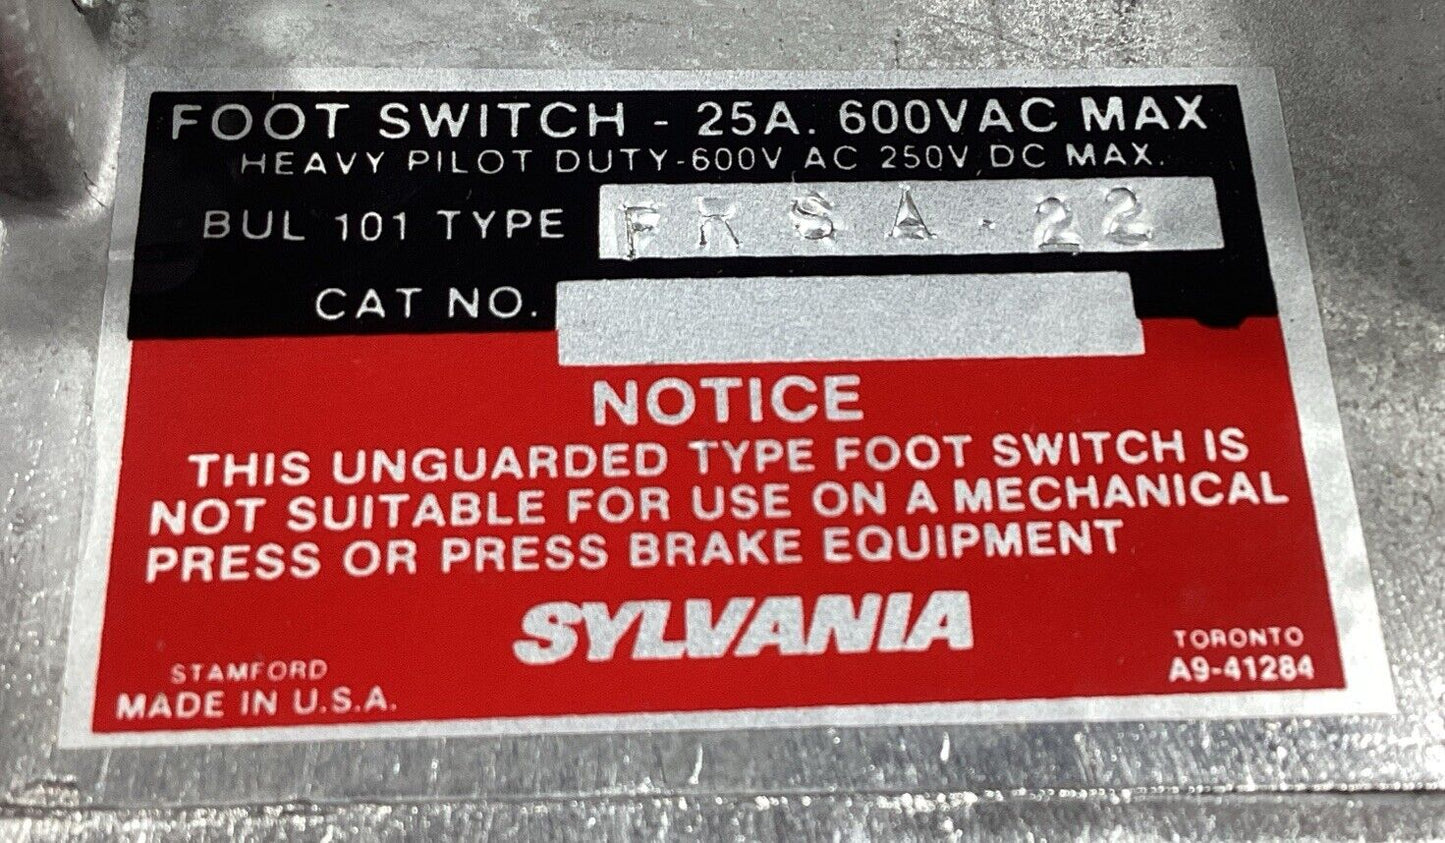 FOOT SWITCH - 25A. 600VAC MAX
HEAVY PILOT DUTY-600V AC 250V DC MAX.
BUL 101 TYPE FRSA-22
CAT NO.
NOTICE
THIS UNGUARDED TYPE FOOT SWITCH IS
NOT SUITABLE FOR USE ON A MECHANICAL
PRESS OR PRESS BRAKE EQUIPMENT
SYLVANIA
STAMFORD
MADE IN U.S.A.
TORONTO
A9-41284